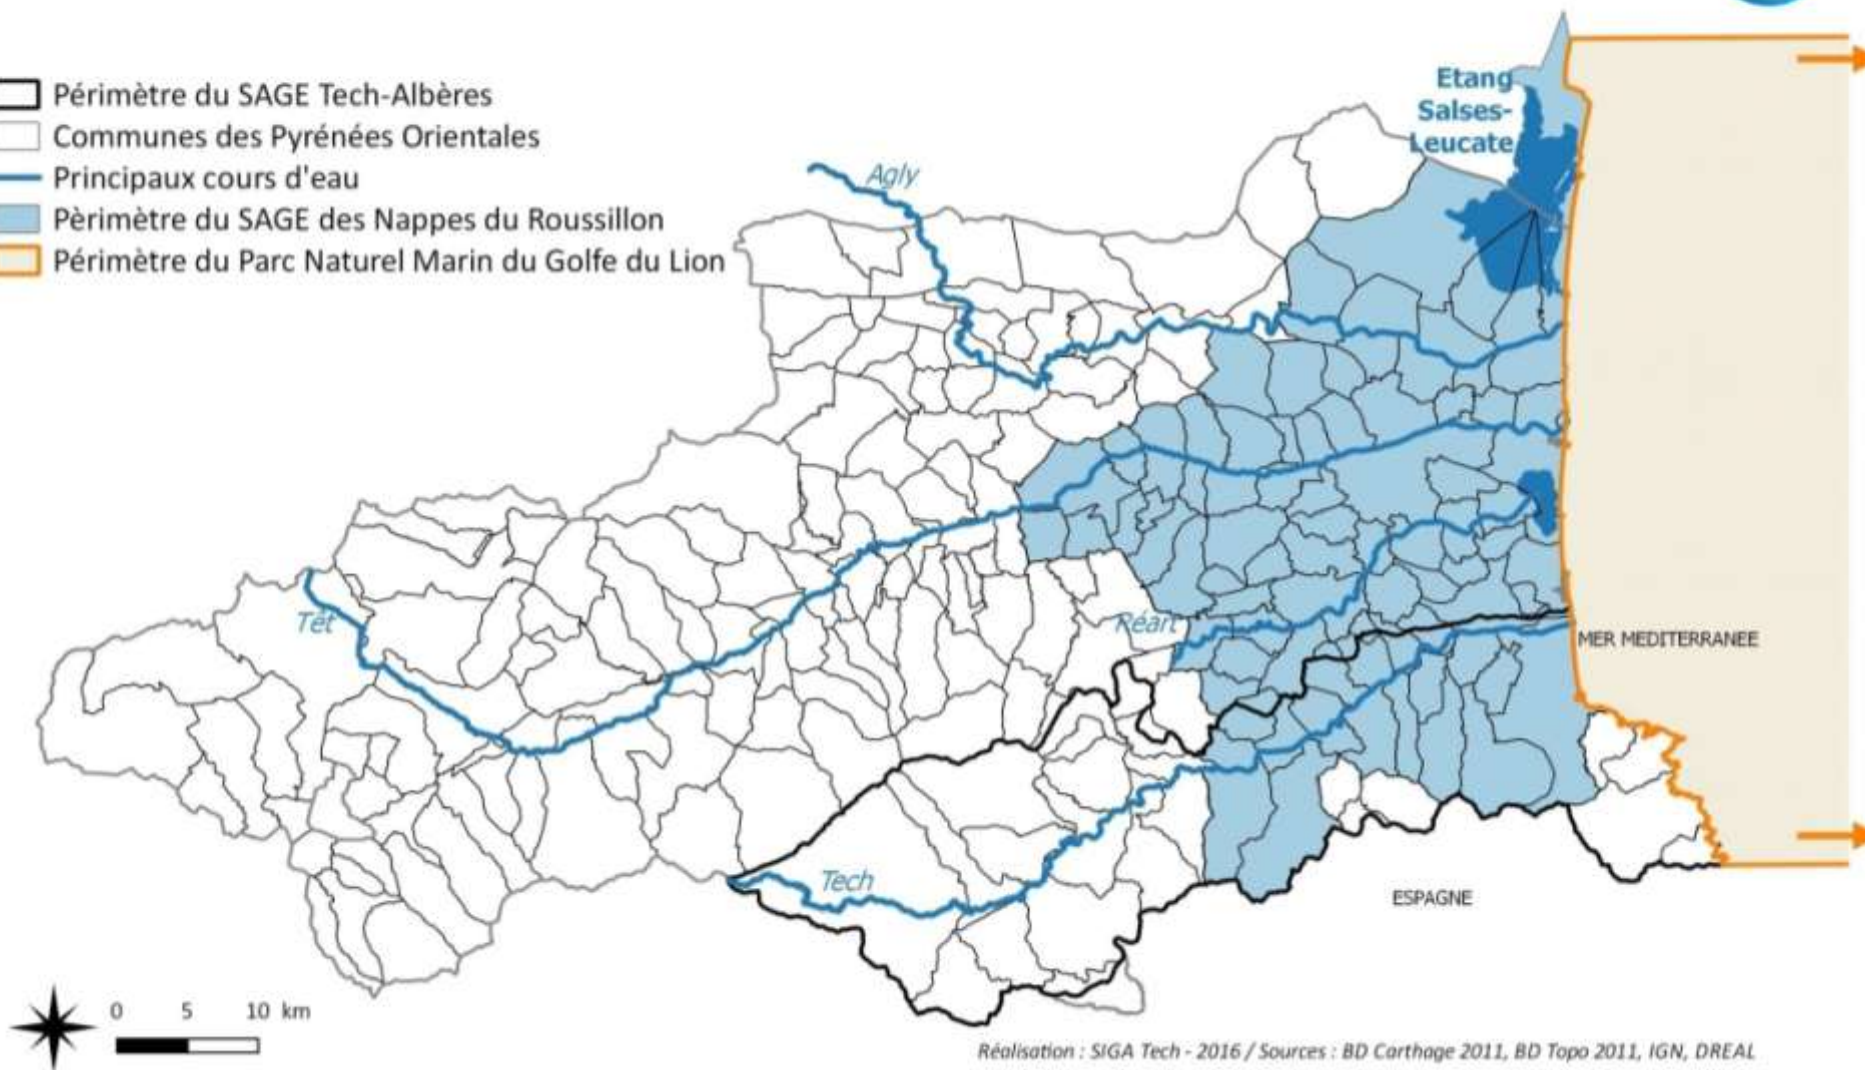 Etang
Salses-
Leucate
Périmètre du SAGE Tech-Albères
Communes des Pyrénées Orientales
Principaux cours d'eau
Pèrimètre du SAGE des Nappes du Roussillon
Périmètre du Parc Naturel Marin du Golfe du Lion
Agly
Têt
Réart
MER MEDITERRANEE
Tech
ESPAGNE
0 5 10 km
Réalisation : SIGA Tech - 2016 / Sources : BD Carthage 2011, BD Topo 2011, IGN, DREAL